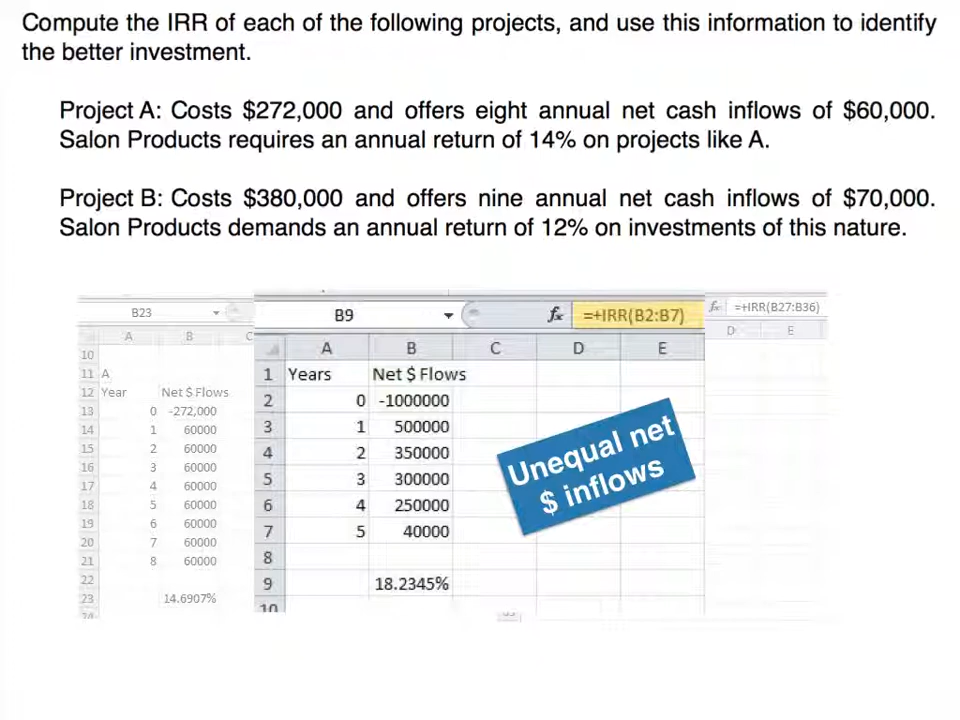 Compute the IRR of each of the following projects, and use this information to identify
the better investment.
Project A: Costs $272,000 and offers eight annual net cash inflows of $60,000.
Salon Products requires an annual return of 14% on projects like A.
Project B: Costs $380,000 and offers nine annual net cash inflows of $70,000.
Salon Products demands an annual return of 12% on investments of this nature.
B23
A B C
10
11 A
12 Year Net $ Flows
13 0 -272,000
14 1 60000
15 2 60000
16 3 60000
17 4 60000
18 5 60000
19 6 60000
20 7 60000
21 8 60000
22
23 14.6907%
B9 fx =+IRR(B2:B7)
A B C D E
1 Years Net $ Flows
2 0 -1000000
3 1 500000
4 2 350000
5 3 300000
6 4 250000
7 5 40000
8
9 18.2345%
10
Unequal net
$ inflows
fx =+IRR(B27:B36)
D E